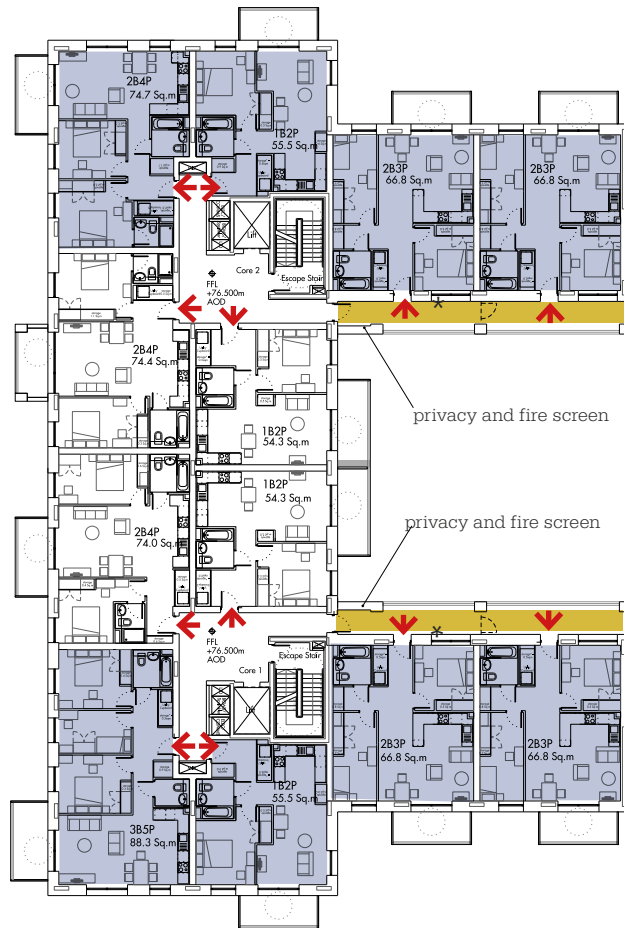 2B4P
74.7 Sq.m
1B2P
55.5 Sq.m
2B3P
66.8 Sq.m
2B3P
66.8 Sq.m
Lift
Core 2
Escape Stair
FFL
+76.500m
AOD
*
2B4P
74.4 Sq.m
privacy and fire screen
1B2P
54.3 Sq.m
1B2P
54.3 Sq.m
privacy and fire screen
2B4P
74.0 Sq.m
*
FFL
+76.500m
AOD
Escape Stair
Core 1
Lift
2B3P
66.8 Sq.m
2B3P
66.8 Sq.m
1B2P
55.5 Sq.m
3B5P
88.3 Sq.m